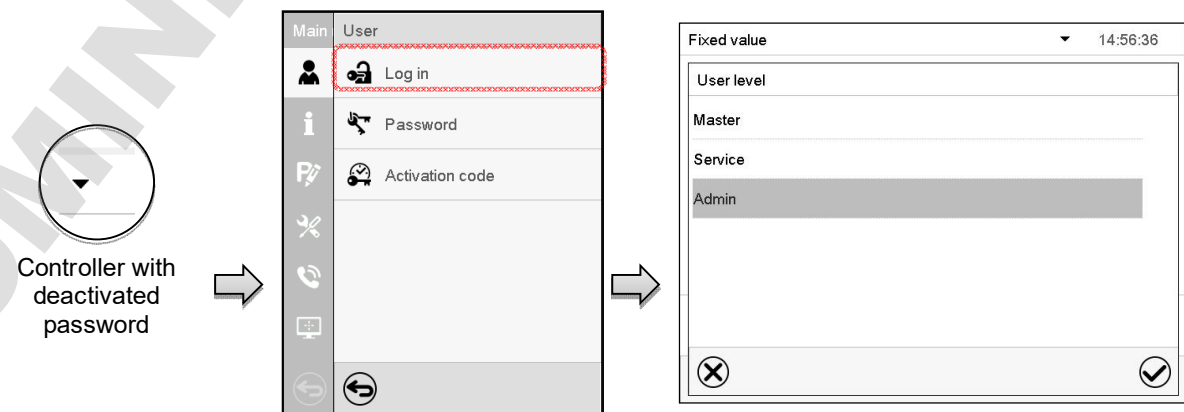 Controller with
deactivated
password
Main
User
Log in
Password
Activation code
Fixed value
14:56:36
User level
Master
Service
Admin